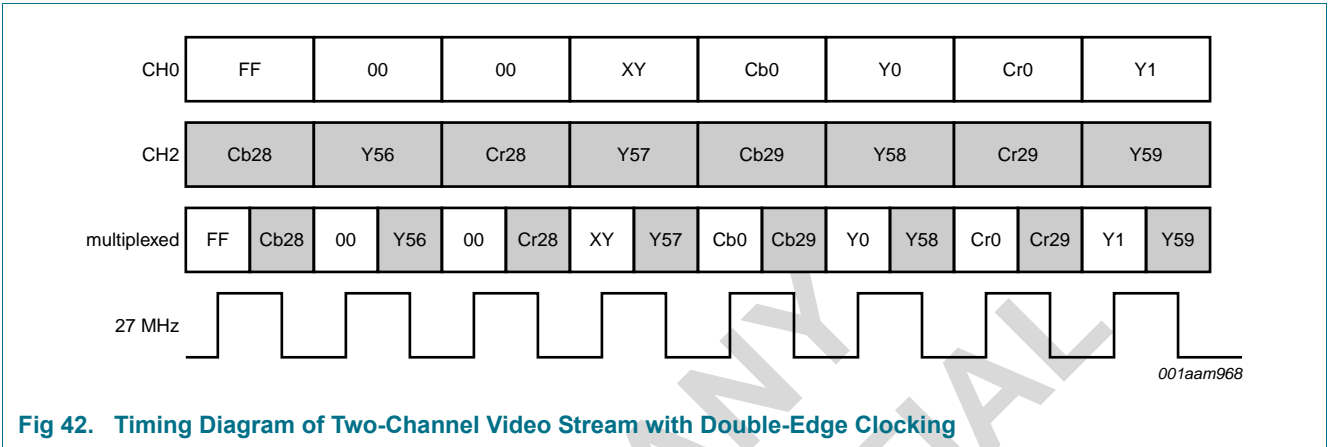 CH0 FF 00 00 XY Cb0 Y0 Cr0 Y1
CH2 Cb28 Y56 Cr28 Y57 Cb29 Y58 Cr29 Y59
multiplexed FF Cb28 00 Y56 00 Cr28 XY Y57 Cb0 Cb29 Y0 Y58 Cr0 Cr29 Y1 Y59
27 MHz
001aam968
Fig 42. Timing Diagram of Two-Channel Video Stream with Double-Edge Clocking